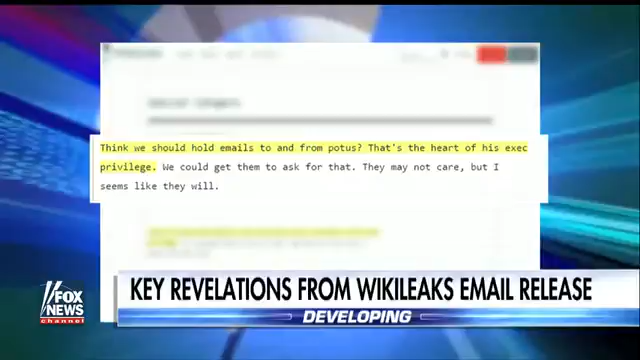 Think we should hold emails to and from potus? That's the heart of his exec
privilege. We could get them to ask for that. They may not care, but I
seems like they will.
KEY REVELATIONS FROM WIKILEAKS EMAIL RELEASE
DEVELOPING
FOX
NEWS
channel